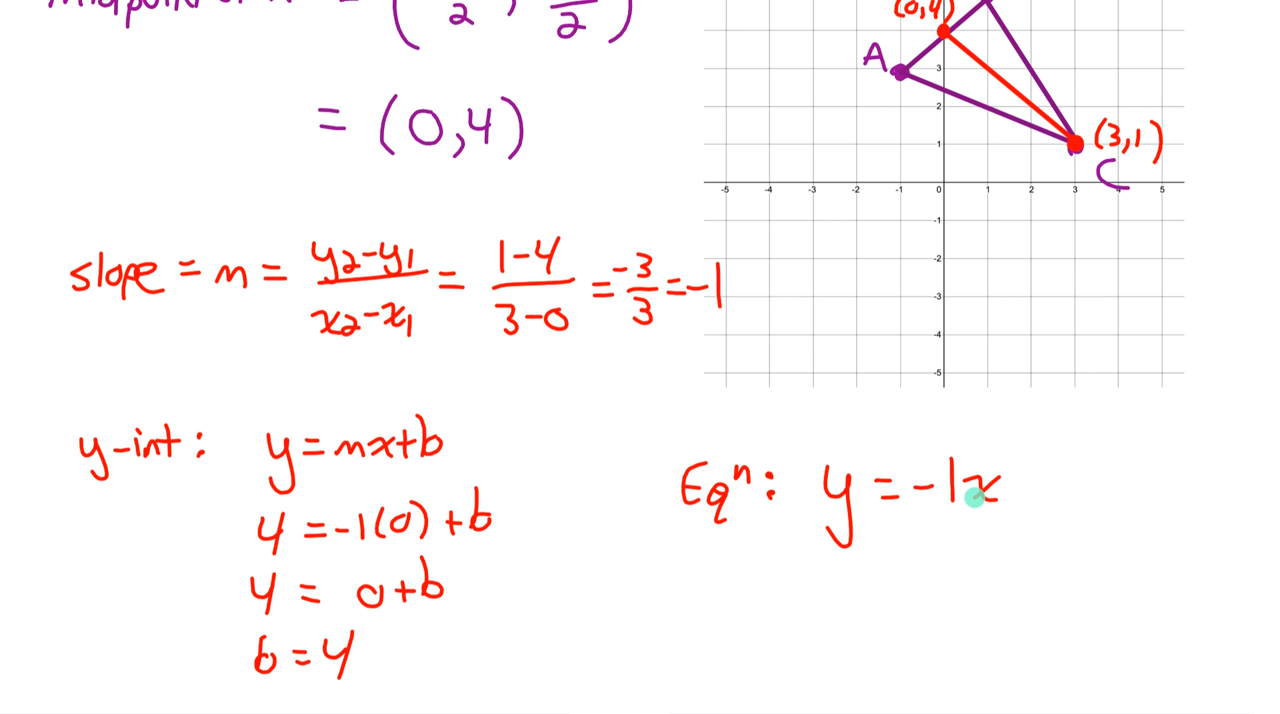 (  2 ,  2 )
= (0,4)
slope = m = y2-y1 / x2-x1 = 1-4 / 3-0 = -3/3 = -1
y-int: y=mx+b
4 = -1(0) +b
4 = 0+b
b=4
(0,4)
A
(3,1)
C
3
2
1
-5 -4 -3 -2 -1 0 1 2 3 4 5
-1
-2
-3
-4
-5
Eqⁿ: y = -1x